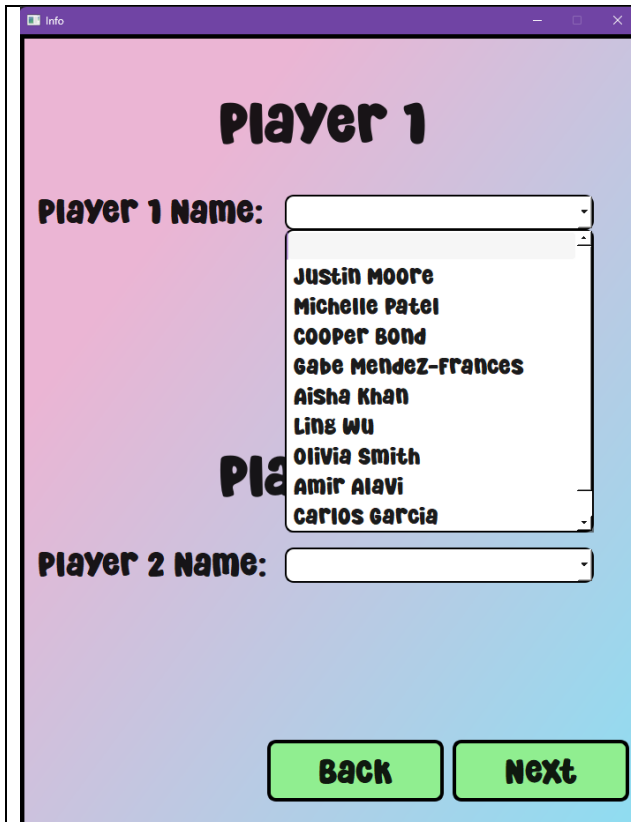 Info
Player 1
Player 1 Name:
Justin Moore
Michelle Patel
Cooper Bond
Gabe Mendez-Frances
Aisha Khan
Ling Wu
Olivia Smith
Amir Alavi
Carlos Garcia
Pla
Player 2 Name:
Back Next